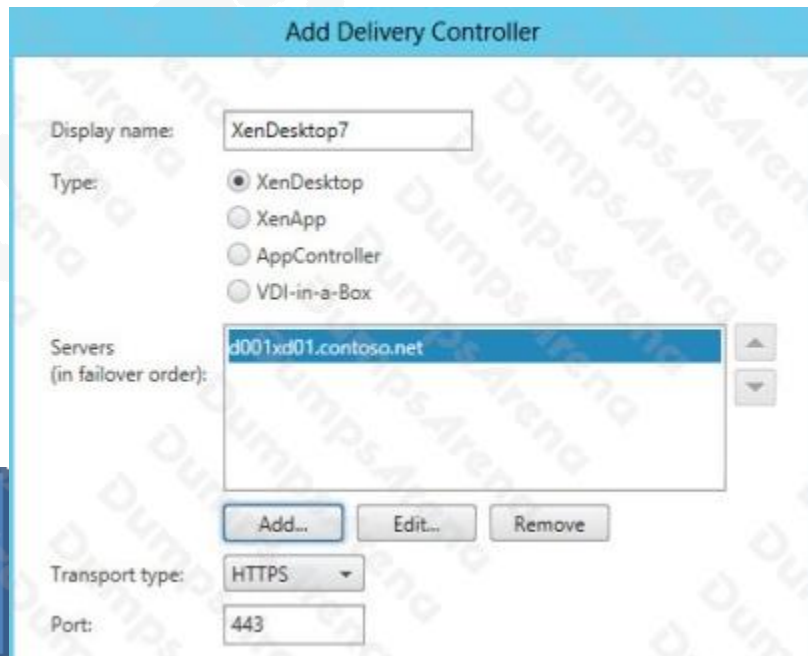 Add Delivery Controller
Display name: XenDesktop7
Type: XenDesktop
XenApp
AppController
VDI-in-a-Box
Servers
(in failover order):
d001xd01.contoso.net
Add... Edit... Remove
Transport type: HTTPS
Port: 443
DumpsArena